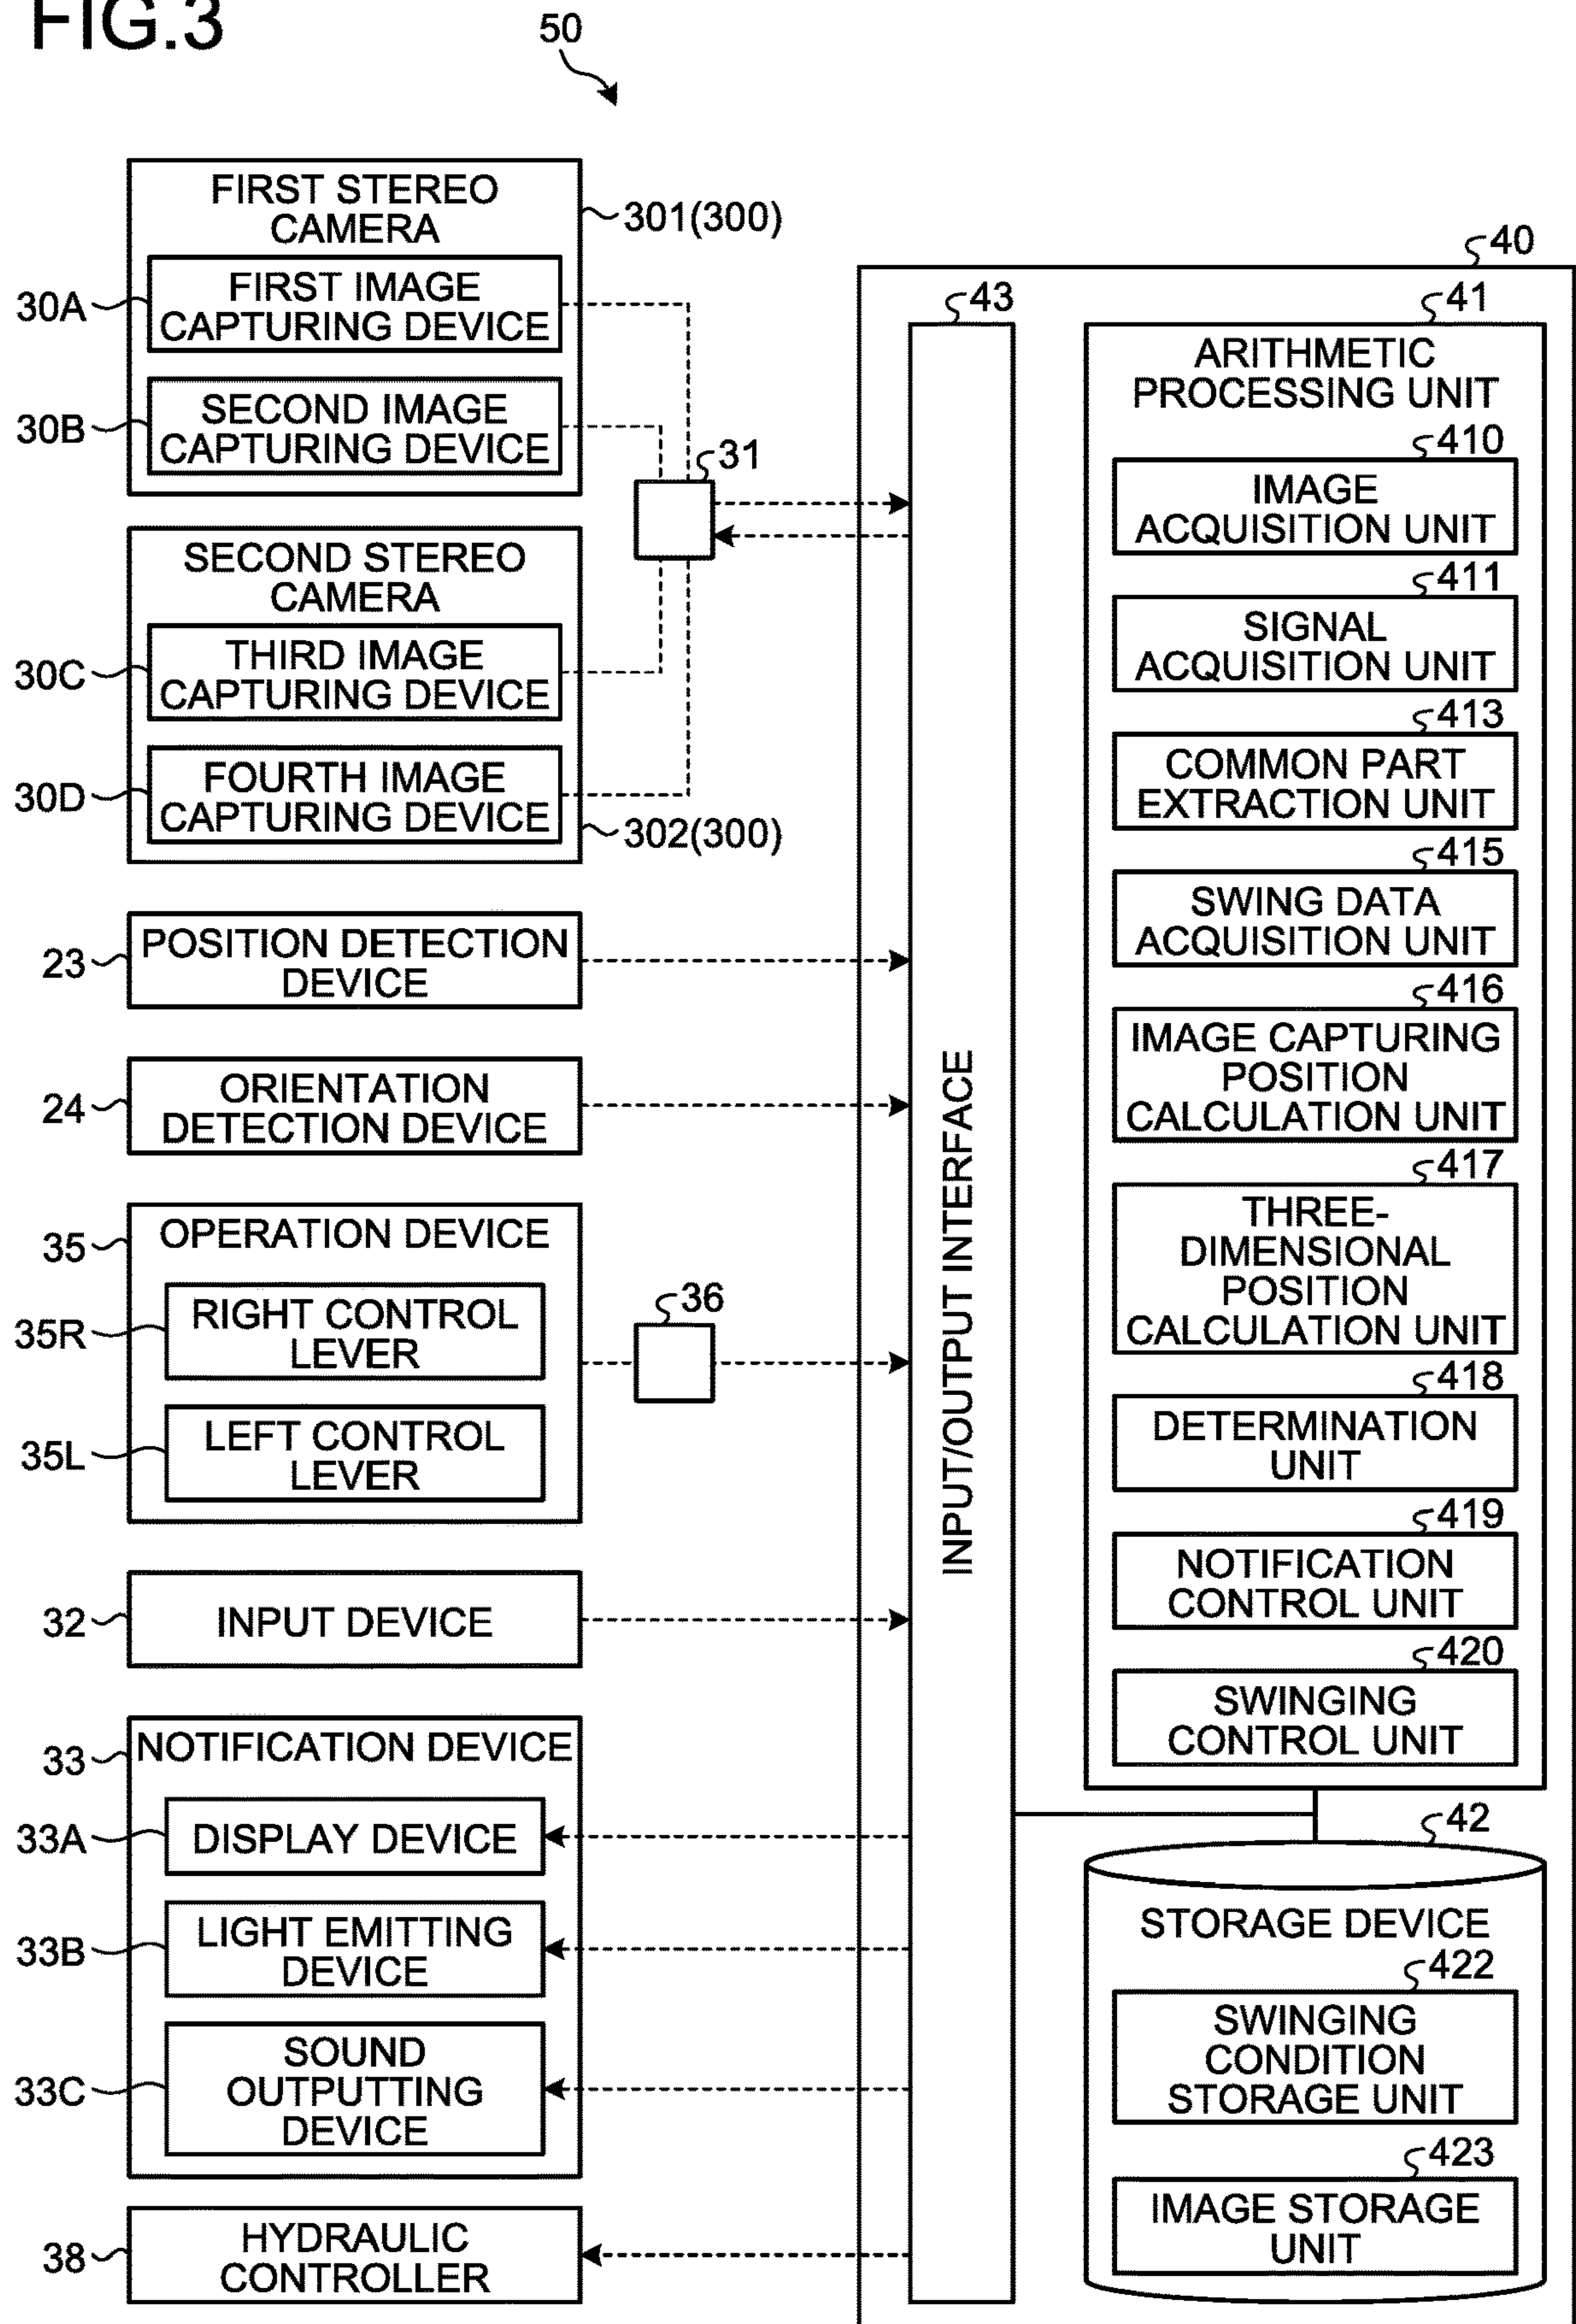 FIG.3
50
FIRST STEREO
CAMERA
301(300)
30A
FIRST IMAGE
CAPTURING DEVICE
30B
SECOND IMAGE
CAPTURING DEVICE
31
SECOND STEREO
CAMERA
30C
THIRD IMAGE
CAPTURING DEVICE
30D
FOURTH IMAGE
CAPTURING DEVICE
302(300)
23
POSITION DETECTION
DEVICE
24
ORIENTATION
DETECTION DEVICE
35
OPERATION DEVICE
35R
RIGHT CONTROL
LEVER
36
35L
LEFT CONTROL
LEVER
32
INPUT DEVICE
33
NOTIFICATION DEVICE
33A
DISPLAY DEVICE
33B
LIGHT EMITTING
DEVICE
33C
SOUND
OUTPUTTING
DEVICE
38
HYDRAULIC
CONTROLLER
40
43
INPUT/OUTPUT INTERFACE
41
ARITHMETIC
PROCESSING UNIT
410
IMAGE
ACQUISITION UNIT
411
SIGNAL
ACQUISITION UNIT
413
COMMON PART
EXTRACTION UNIT
415
SWING DATA
ACQUISITION UNIT
416
IMAGE CAPTURING
POSITION
CALCULATION UNIT
417
THREE-
DIMENSIONAL
POSITION
CALCULATION UNIT
418
DETERMINATION
UNIT
419
NOTIFICATION
CONTROL UNIT
420
SWINGING
CONTROL UNIT
42
STORAGE DEVICE
422
SWINGING
CONDITION
STORAGE UNIT
423
IMAGE STORAGE
UNIT